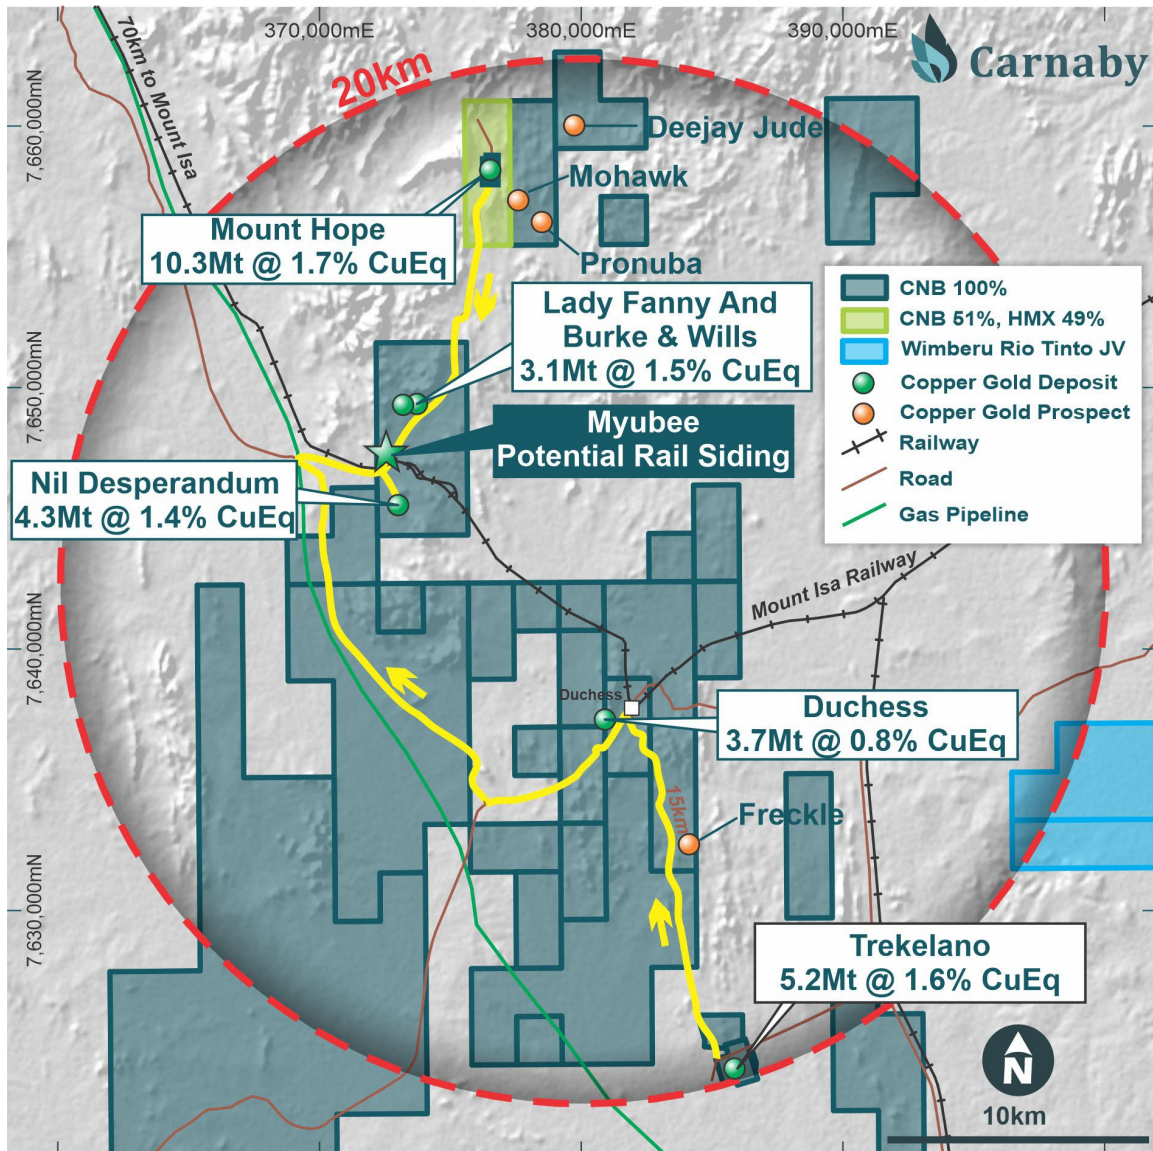 370,000mE
380,000mE
390,000mE
Carnaby
70km to Mount Isa
20km
7,660,000mN
Deejay Jude
Mohawk
Mount Hope
10.3Mt @ 1.7% CuEq
Pronuba
CNB 100%
CNB 51%, HMX 49%
Wimberu Rio Tinto JV
Copper Gold Deposit
Copper Gold Prospect
Railway
Road
Gas Pipeline
Lady Fanny And
Burke & Wills
3.1Mt @ 1.5% CuEq
7,650,000mN
Myubee
Potential Rail Siding
Nil Desperandum
4.3Mt @ 1.4% CuEq
Mount Isa Railway
7,640,000mN
Duchess
Duchess
3.7Mt @ 0.8% CuEq
15km
Freckle
7,630,000mN
Trekelano
5.2Mt @ 1.6% CuEq
N
10km